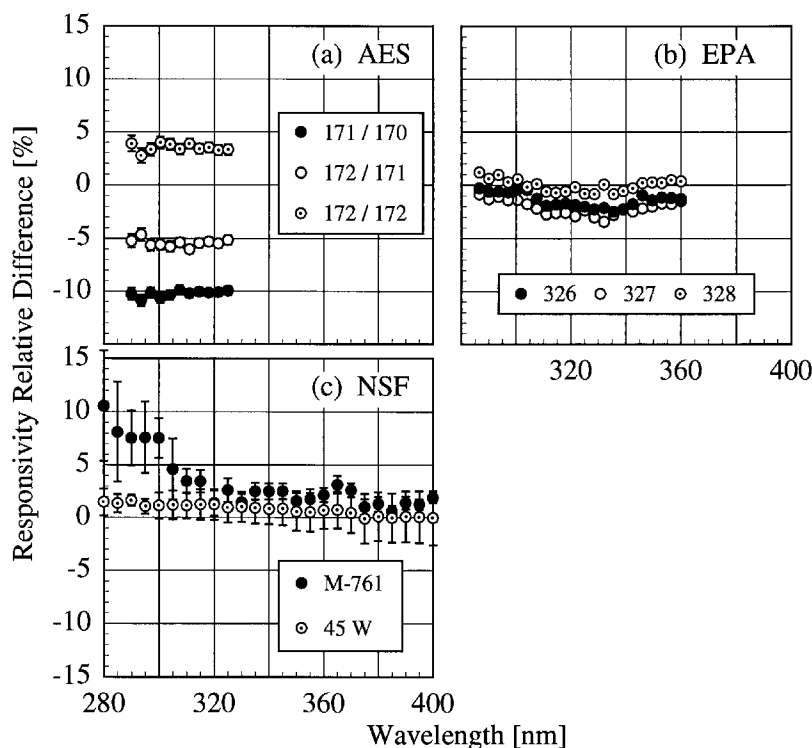 Responsivity Relative Difference [%]
15
10
5
0
-5
-10
(a) AES
171 / 170
172 / 171
172 / 172
(b) EPA
326 327 328
320 360 400
15
10
5
0
-5
-10
-15
(c) NSF
M-761
45 W
280 320 360 400
Wavelength [nm]